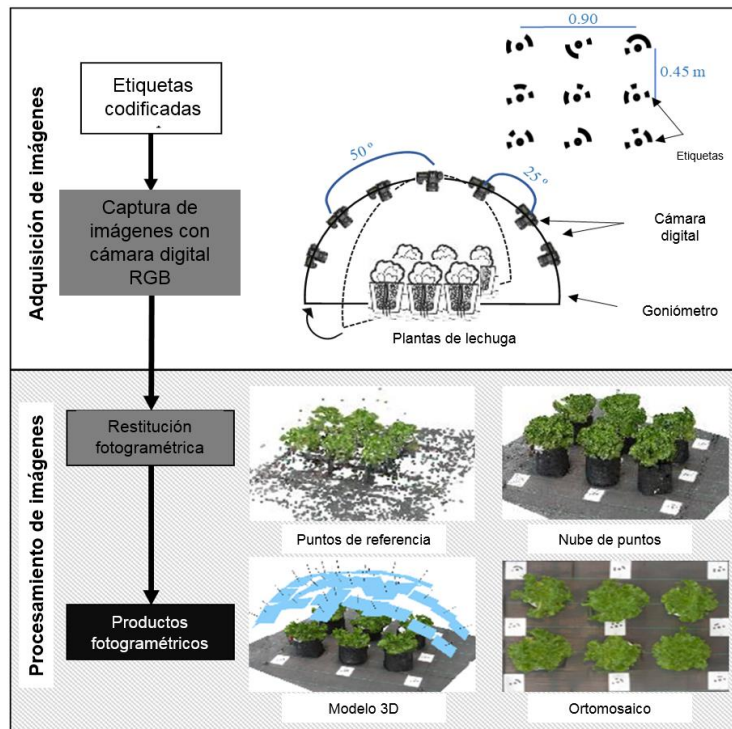 Adquisición de imágenes
Etiquetas
codificadas
Captura de
imágenes con
cámara digital
RGB
0.90
0.45 m
Etiquetas
50 º
25 º
Cámara
digital
Goniómetro
Plantas de lechuga
Procesamiento de imágenes
Restitución
fotogramétrica
Productos
fotogramétricos
Puntos de referencia
Nube de puntos
Modelo 3D
Ortomosaico